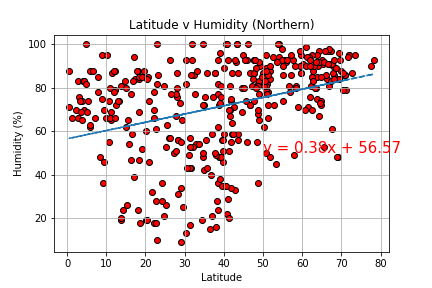 Latitude v Humidity (Northern)
100
80
60
40
20
Humidity (%)
y = 0.38x + 56.57
0 10 20 30 40 50 60 70 80
Latitude